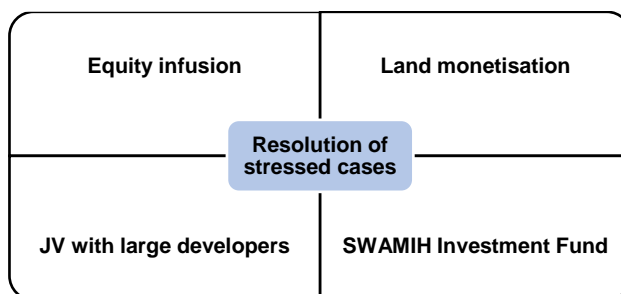 Equity infusion
Land monetisation
Resolution of
stressed cases
JV with large developers
SWAMIH Investment Fund